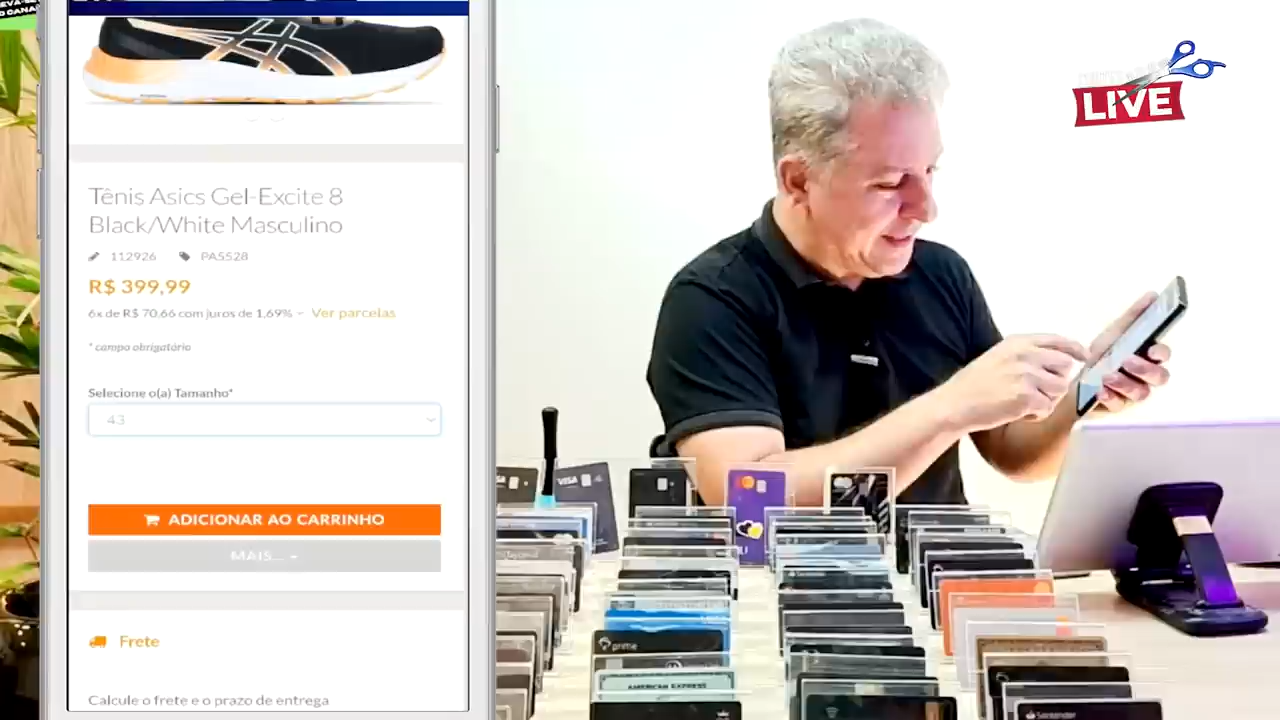 Tênis Asics Gel-Excite 8
Black/White Masculino
112926 PA5528
R$ 399,99
6x de R$ 70,66 com juros de 1,69% - Ver parcelas
* campo obrigatório
Selecione o(a) Tamanho*
43
ADICIONAR AO CARRINHO
MAIS...
Frete
Calcule o frete e o prazo de entrega
LIVE
VISA
VISA
prime
AMERICAN EXPRESS
Santander